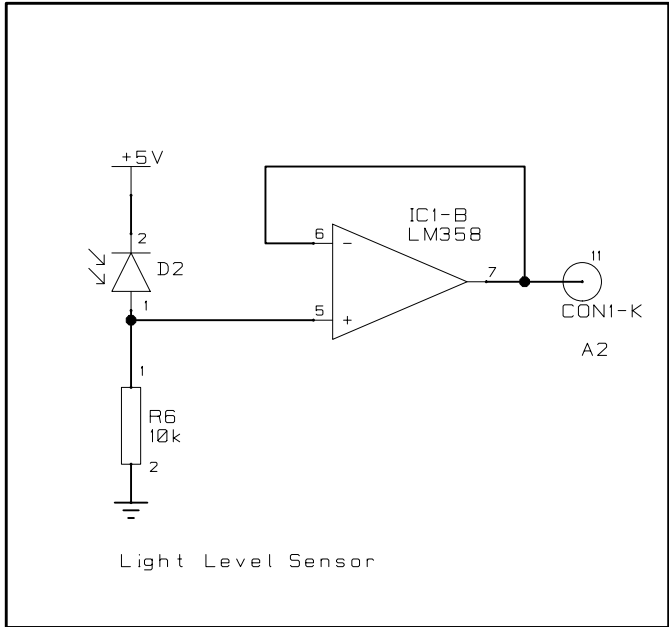 +5V
2
D2
1
6
-
IC1-B
LM358
7
5
+
11
CON1-K
A2
1
R6
10k
2
Light Level Sensor